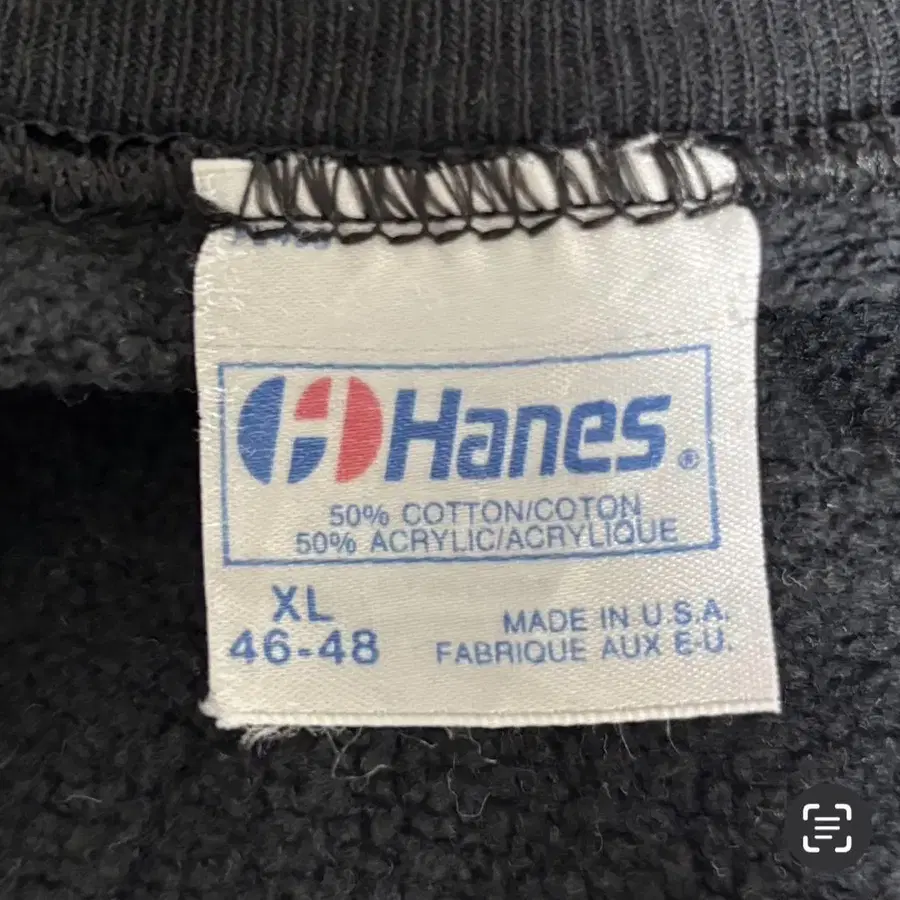 Hanes®
50% COTTON/COTON
50% ACRYLIC/ACRYLIQUE
XL
46-48
MADE IN U.S.A.
FABRIQUE AUX E-U.